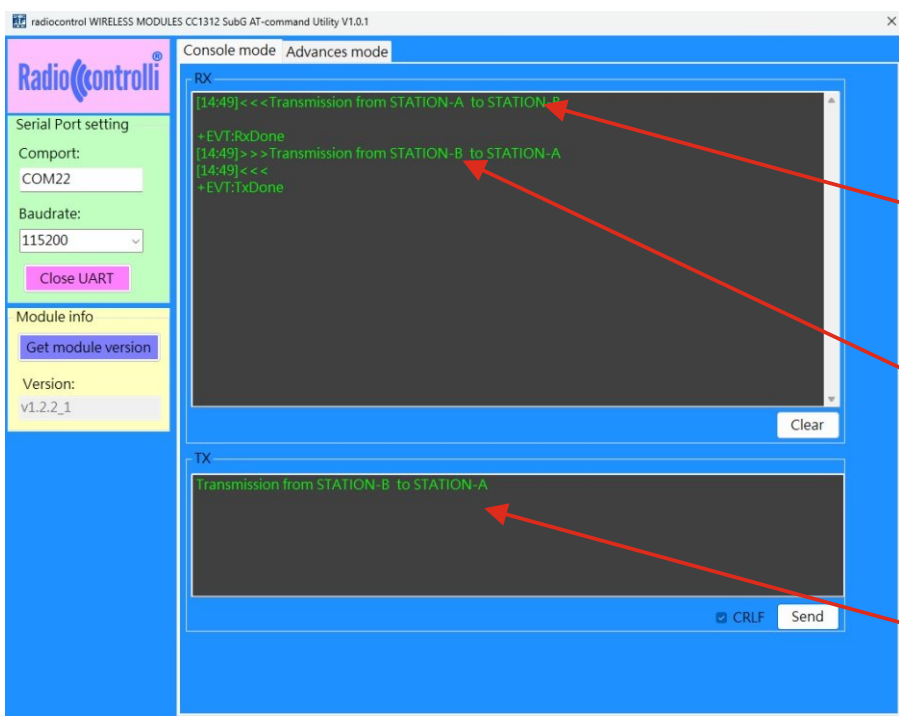 radiocontrol WIRELESS MODULES CC1312 SubG AT-command Utility V1.0.1
Radiocontrolli®
Serial Port setting
Comport:
COM22
Baudrate:
115200
Close UART
Module info
Get module version
Version:
v1.2.2_1
Console mode
Advances mode
RX
[14:49]<<<Transmission from STATION-A to STATION-B
+EVT:RxDone
[14:49]>>>Transmission from STATION-B to STATION-A
[14:49]<<<
+EVT:TxDone
Clear
TX
Transmission from STATION-B to STATION-A
CRLF
Send